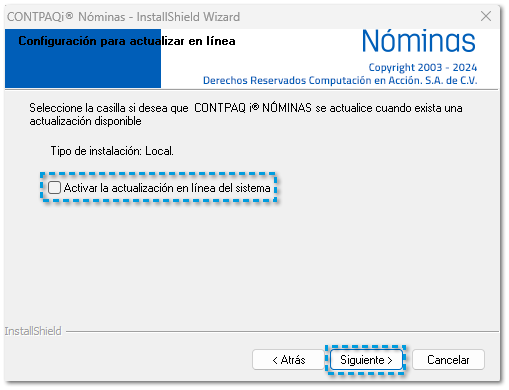 CONTPAQi® Nóminas - InstallShield Wizard
Configuración para actualizar en línea
Nóminas
Copyright 2003 - 2024
Derechos Reservados Computación en Acción. S.A. de C.V.
Seleccione la casilla si desea que CONTPAQ i® NÓMINAS se actualice cuando exista una
actualización disponible
Tipo de instalación: Local.
Activar la actualización en línea del sistema
InstallShield
< Atrás
Siguiente >
Cancelar